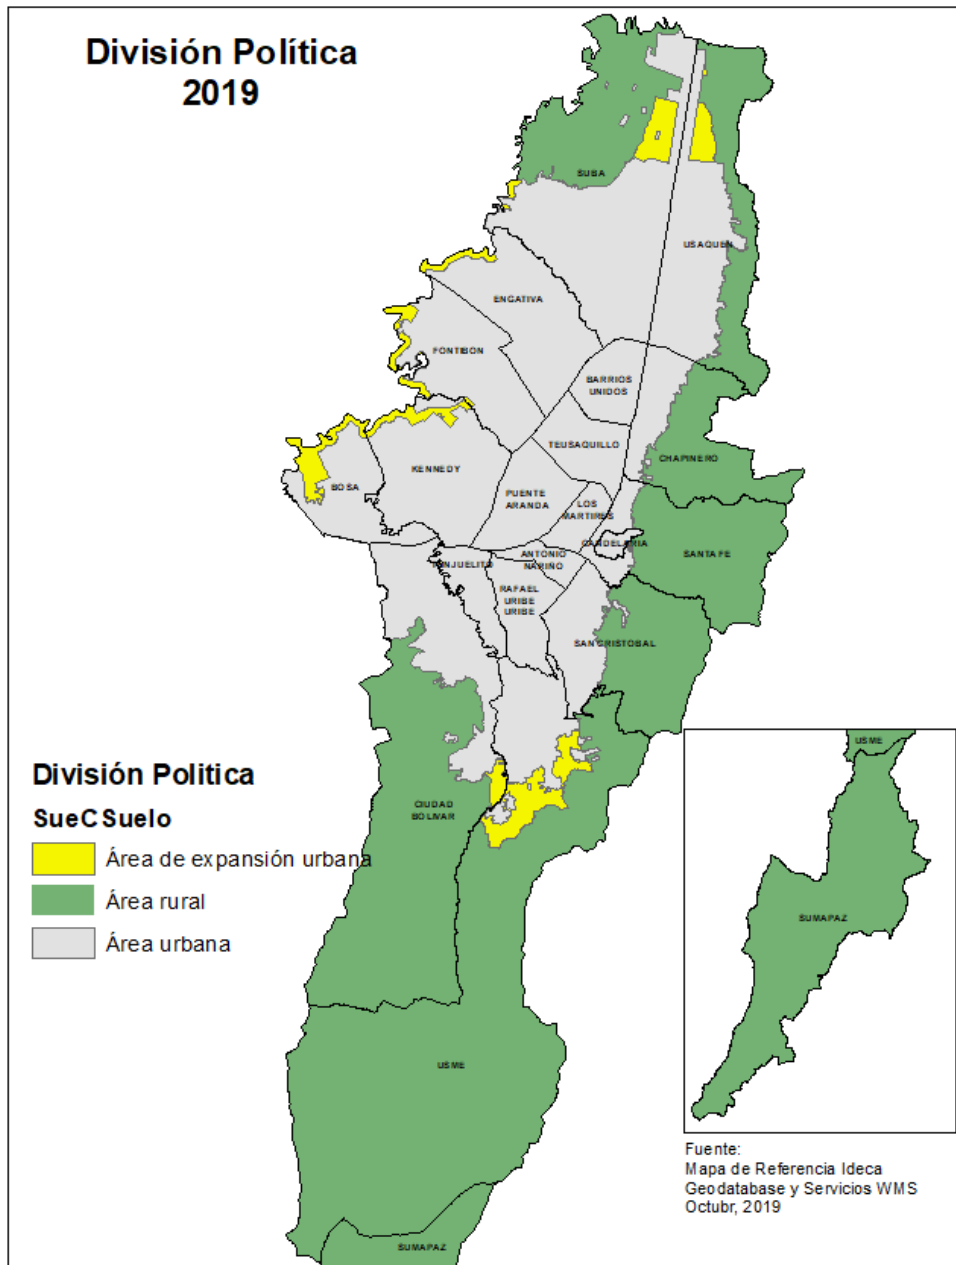 División Política
2019
SUBA
USAQUEN
ENGATIVA
FONTIBON
BARRIOS
UNIDOS
TEUSAQUILLO
CHAPINERO
KENNEDY
BOSA
PUENTE
ARANDA
LOS
MARTIRES
CANDELARIA
SANTA FE
ANTONIO
NARIÑO
TUNJUELITO
RAFAEL
URIBE
URIBE
SAN CRISTOBAL
CIUDAD
BOLIVAR
USME
SUMAPAZ
División Politica
SueCSuelo
Área de expansión urbana
Área rural
Área urbana
USME
SUMAPAZ
Fuente:
Mapa de Referencia Ideca
Geodatabase y Servicios WMS
Octubr, 2019